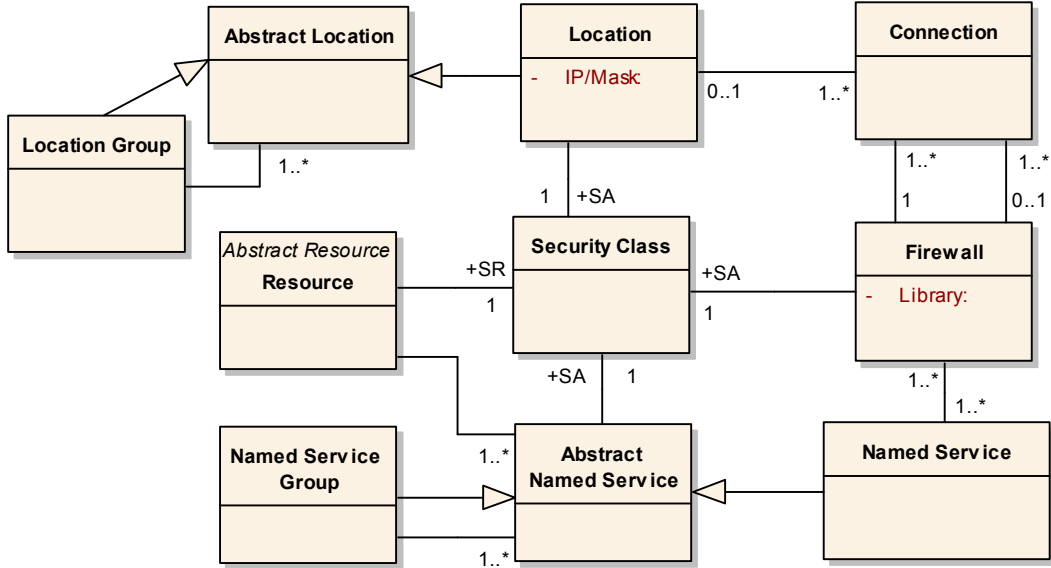 Abstract Location
Location
- IP/Mask:
Connection
0..1
1..*
Location Group
1..*
1..*
1..*
1
0..1
1
+SA
Abstract Resource
Resource
+SR
1
Security Class
+SA
1
Firewall
- Library:
+SA
1
1..*
1..*
Named Service
Group
1..*
Abstract
Named Service
1..*
Named Service